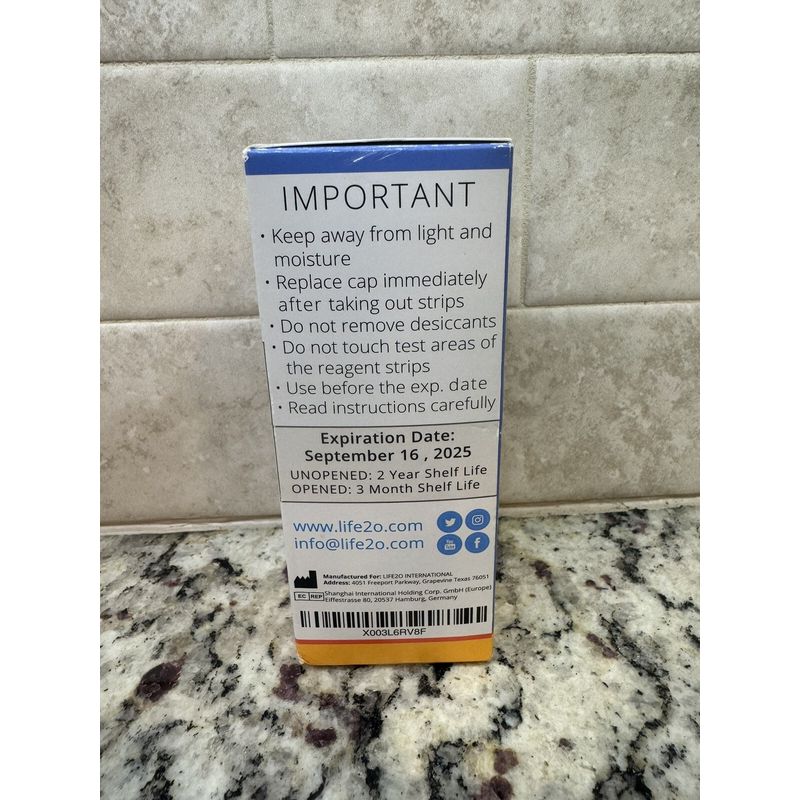 IMPORTANT
• Keep away from light and
moisture
• Replace cap immediately
after taking out strips
• Do not remove desiccants
• Do not touch test areas of
the reagent strips
• Use before the exp. date
• Read instructions carefully
Expiration Date:
September 16 , 2025
UNOPENED: 2 Year Shelf Life
OPENED: 3 Month Shelf Life
www.life2o.com
info@life2o.com
Manufactured For: LIFE2O INTERNATIONAL
Address: 4051 Freeport Parkway, Grapevine Texas 76051
EC REP
Shanghai International Holding Corp. GmbH (Europe)
Eiffestrasse 80, 20537 Hamburg, Germany
X003L6RV8F